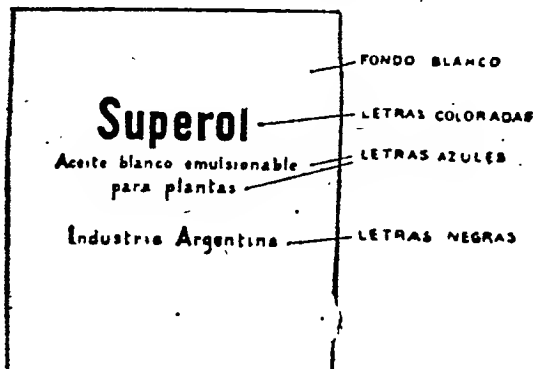 FONDO BLANCO
Superol
LETRAS COLORADAS
Aceite blanco emulsionable
LETRAS AZULES
para plantas
Industria Argentina
LETRAS NEGRAS